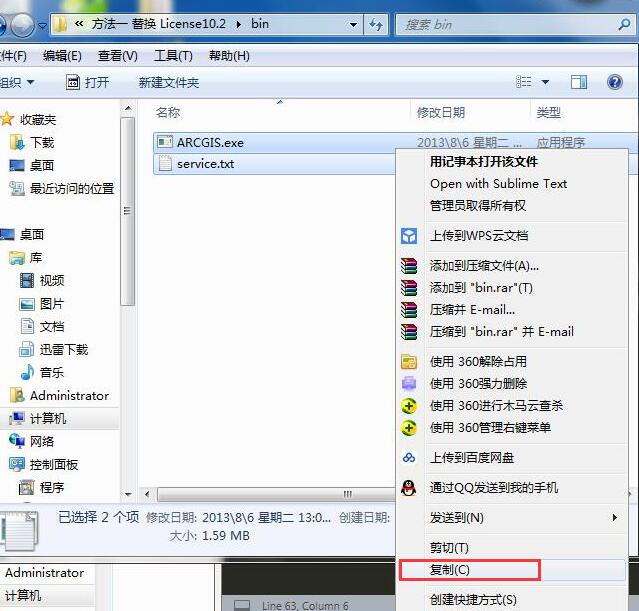 « 方法一 替换 License10.2 ▸ bin
搜索 bin
件(F) 编辑(E) 查看(V) 工具(T) 帮助(H)
组织 打开 新建文件夹
收藏夹
下载
桌面
最近访问的位置
桌面
库
视频
图片
文档
迅雷下载
音乐
Administrator
计算机
网络
控制面板
程序
名称 修改日期 类型
ARCGIS.exe 2013\8\6 星期二 ... 应用程序
service.txt
用记事本打开该文件
Open with Sublime Text
管理员取得所有权
上传到WPS云文档
添加到压缩文件(A)...
添加到 "bin.rar"(T)
压缩并 E-mail...
压缩到 "bin.rar" 并 E-mail
使用 360解除占用
使用 360强力删除
使用 360进行木马云查杀
使用 360管理右键菜单
上传到百度网盘
通过QQ发送到我的手机
发送到(N)
剪切(T)
复制(C)
创建快捷方式(S)
已选择 2 个项 修改日期: 2013\8\6 星期二 13:0... 创建日期:
大小: 1.59 MB
Administrator
计算机
Line 63, Column 6